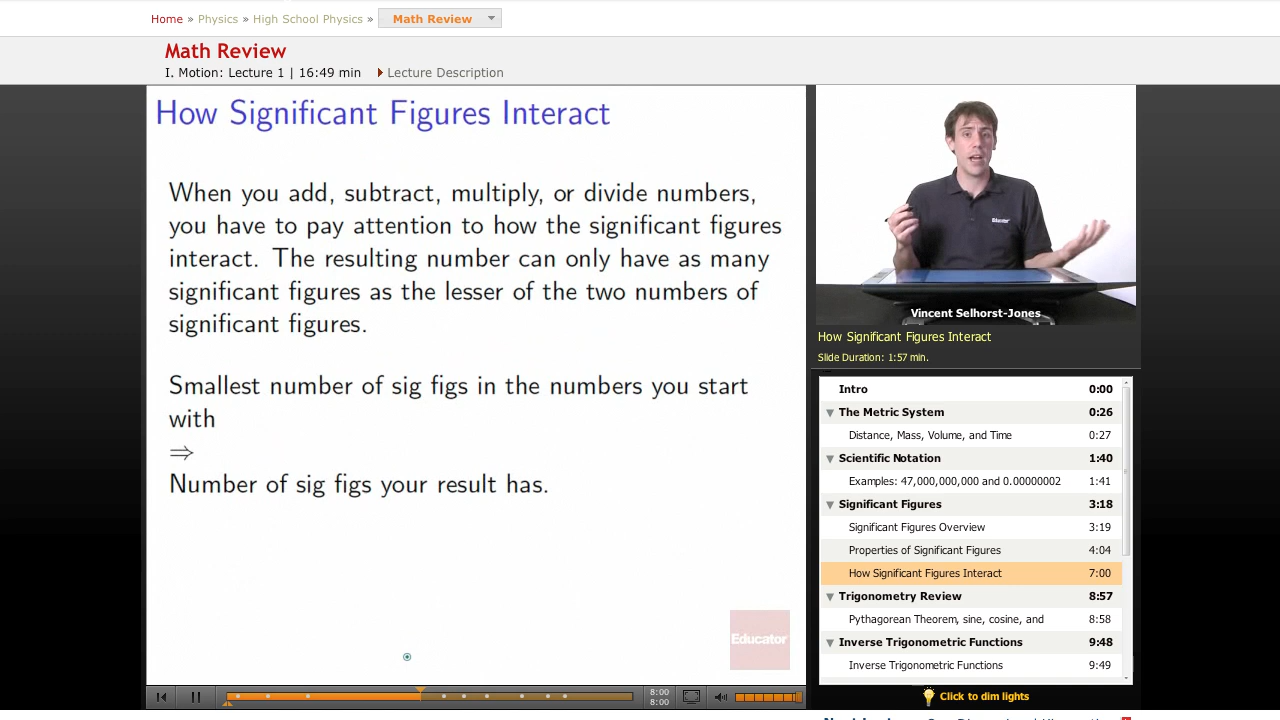 Home » Physics » High School Physics » Math Review
Math Review
I. Motion: Lecture 1 | 16:49 min Lecture Description
How Significant Figures Interact
When you add, subtract, multiply, or divide numbers,
you have to pay attention to how the significant figures
interact. The resulting number can only have as many
significant figures as the lesser of the two numbers of
significant figures.
Smallest number of sig figs in the numbers you start
with
⇒
Number of sig figs your result has.
Educator
8:00
8:00
Educator
Vincent Selhorst-Jones
How Significant Figures Interact
Slide Duration: 1:57 min.
Intro 0:00
The Metric System 0:26
Distance, Mass, Volume, and Time 0:27
Scientific Notation 1:40
Examples: 47,000,000,000 and 0.00000002 1:41
Significant Figures 3:18
Significant Figures Overview 3:19
Properties of Significant Figures 4:04
How Significant Figures Interact 7:00
Trigonometry Review 8:57
Pythagorean Theorem, sine, cosine, and 8:58
Inverse Trigonometric Functions 9:48
Inverse Trigonometric Functions 9:49
Click to dim lights